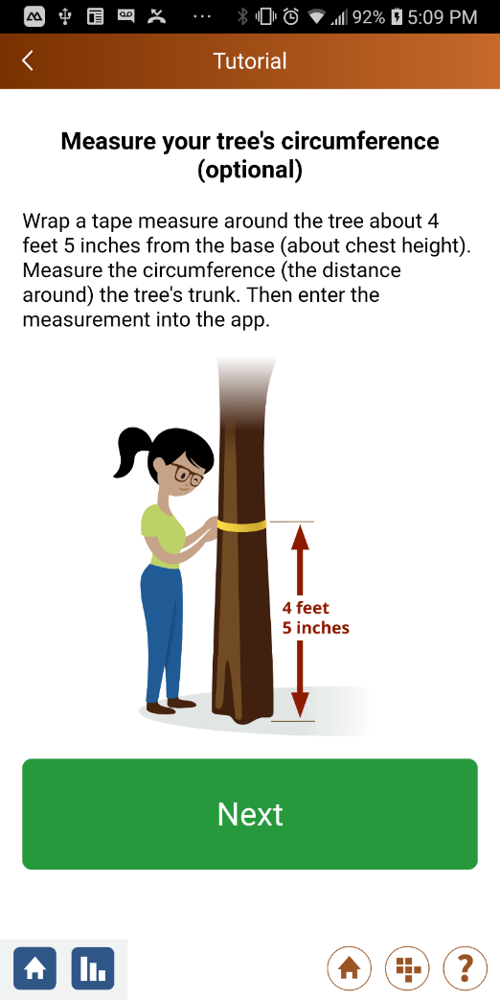 92% 5:09 PM
Tutorial
Measure your tree's circumference
(optional)
Wrap a tape measure around the tree about 4
feet 5 inches from the base (about chest height).
Measure the circumference (the distance
around) the tree's trunk. Then enter the
measurement into the app.
4 feet
5 inches
Next
?